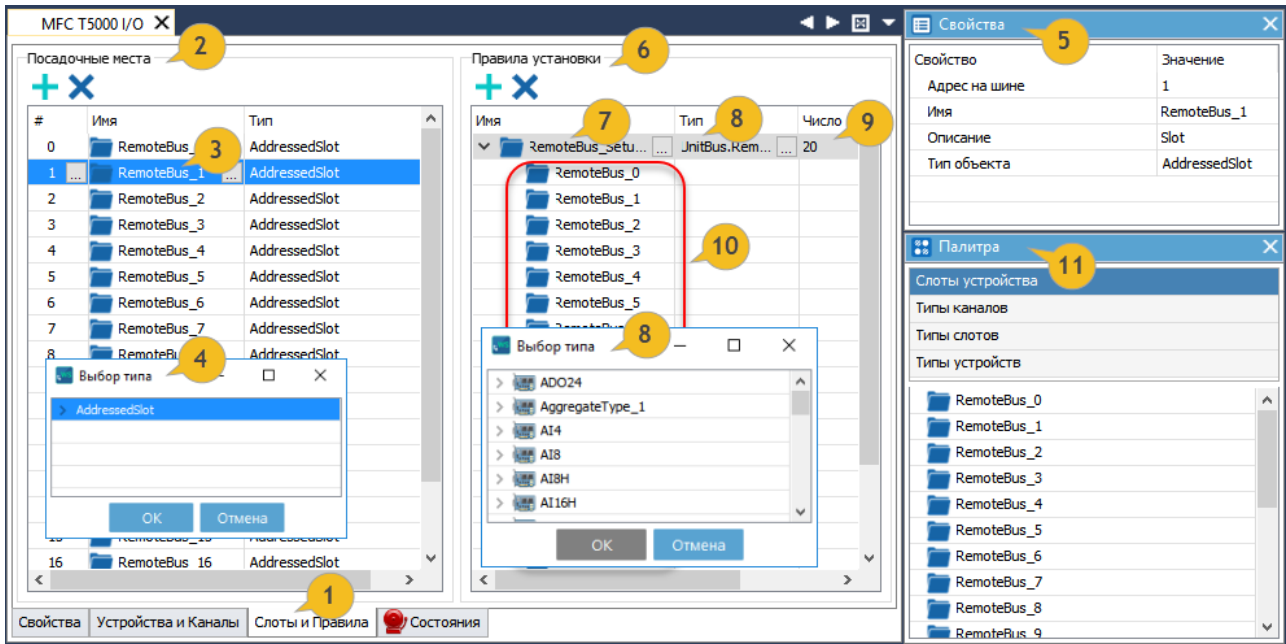 MFC T5000 I/O
2
Посадочные места
# Имя Тип
0 RemoteBus_ AddressedSlot
3
1 ... RemoteBus_1 ... AddressedSlot
2 RemoteBus_2 AddressedSlot
3 RemoteBus_3 AddressedSlot
4 RemoteBus_4 AddressedSlot
5 RemoteBus_5 AddressedSlot
6 RemoteBus_6 AddressedSlot
7 RemoteBus_7 AddressedSlot
8 RemoteBu AddressedSlot
4
Выбор типа
AddressedSlot
OK Отмена
15 RemoteBus_15 AddressedSlot
16 RemoteBus_16 AddressedSlot
1
Свойства Устройства и Каналы Слоты и Правила Состояния
6
Правила установки
7 8 9
Имя Тип Число
RemoteBus_Setu... ... UnitBus.Rem... ... 20
RemoteBus_0
RemoteBus_1
RemoteBus_2
RemoteBus_3
RemoteBus_4
RemoteBus_5
10
8
Выбор типа
ADO24
AggregateType_1
AI4
AI8
AI8H
AI16H
OK Отмена
Свойства
5
Свойство Значение
Адрес на шине 1
Имя RemoteBus_1
Описание Slot
Тип объекта AddressedSlot
Палитра
11
Слоты устройства
Типы каналов
Типы слотов
Типы устройств
RemoteBus_0
RemoteBus_1
RemoteBus_2
RemoteBus_3
RemoteBus_4
RemoteBus_5
RemoteBus_6
RemoteBus_7
RemoteBus_8
RemoteBus_9